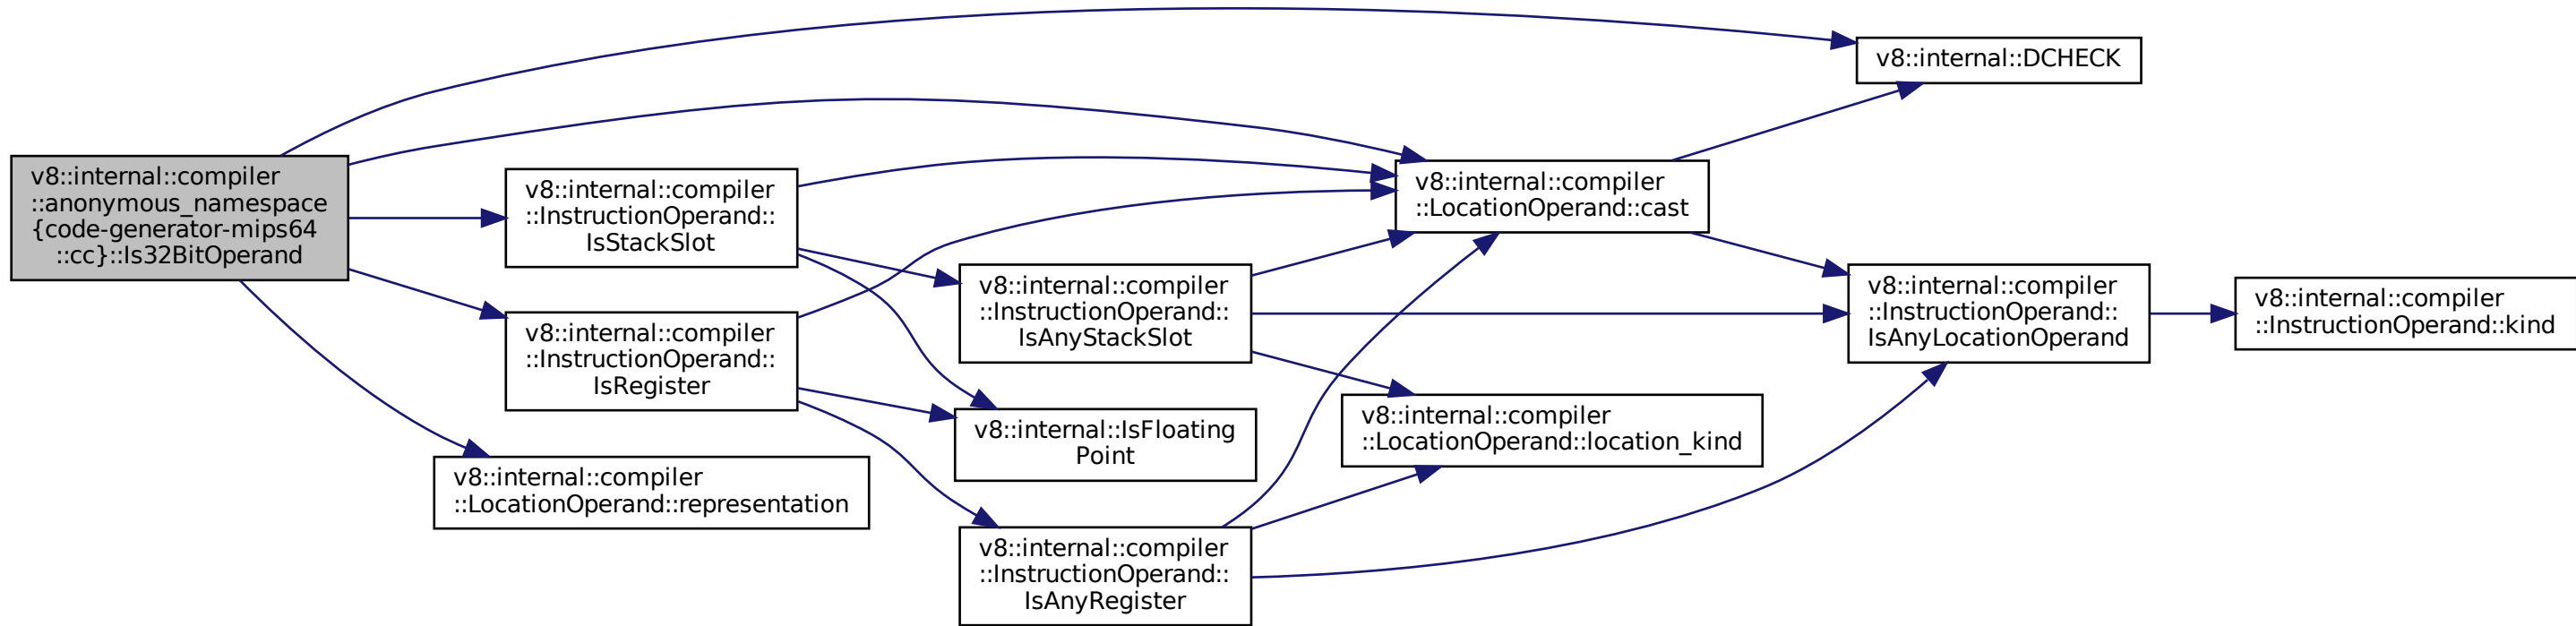 v8::internal::compiler
::anonymous_namespace
{code-generator-mips64
::cc}::Is32BitOperand
v8::internal::compiler
::InstructionOperand::
IsStackSlot
v8::internal::compiler
::InstructionOperand::
IsRegister
v8::internal::compiler
::LocationOperand::representation
v8::internal::compiler
::InstructionOperand::
IsAnyStackSlot
v8::internal::IsFloating
Point
v8::internal::compiler
::InstructionOperand::
IsAnyRegister
v8::internal::compiler
::LocationOperand::cast
v8::internal::compiler
::LocationOperand::location_kind
v8::internal::DCHECK
v8::internal::compiler
::InstructionOperand::
IsAnyLocationOperand
v8::internal::compiler
::InstructionOperand::kind